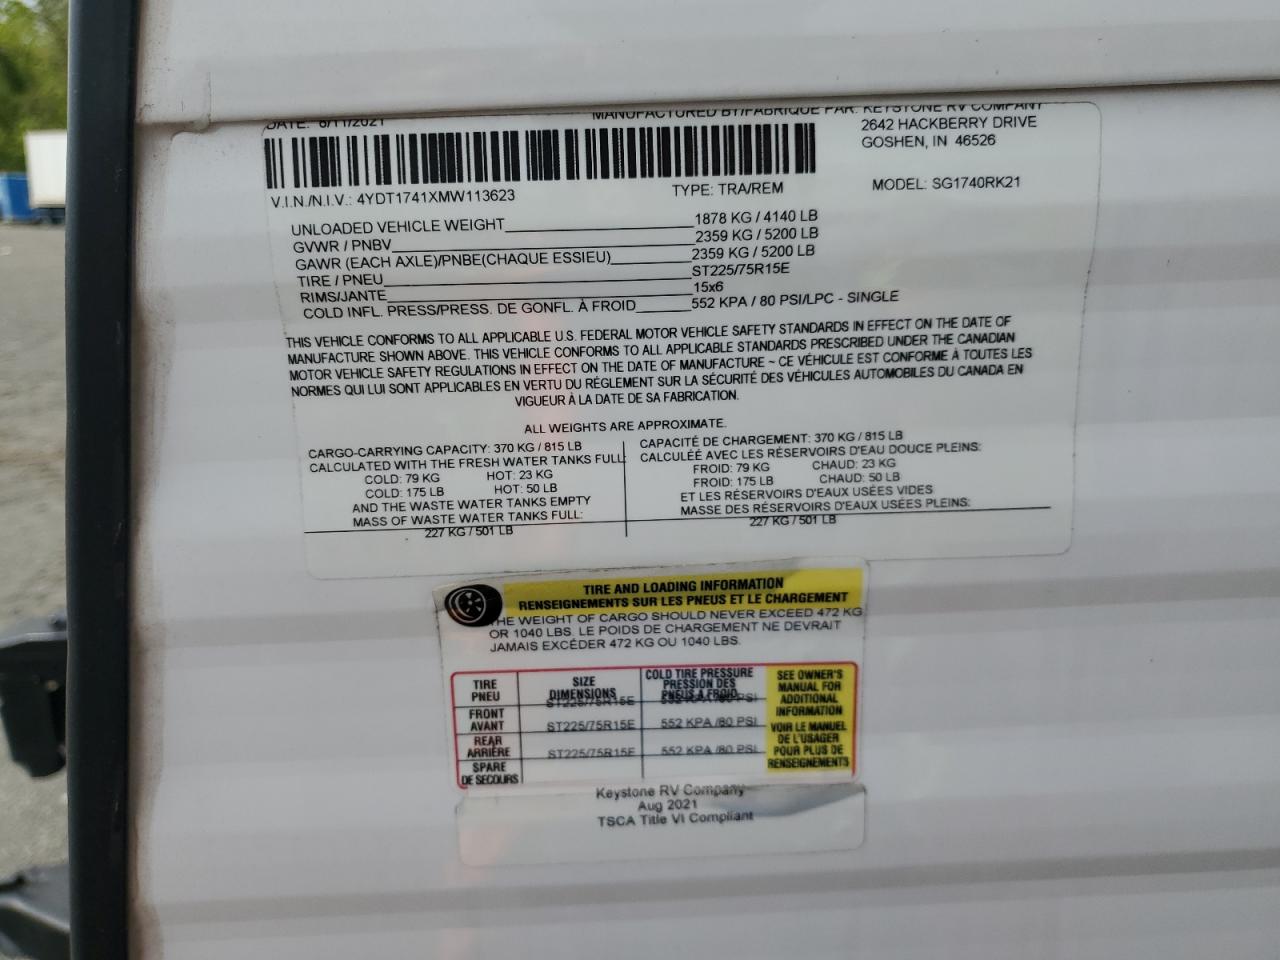 DATE: 8/11/2021 MANUFACTURED BY/FABRIQUE PAR: KEYSTONE RV COMPANY
2642 HACKBERRY DRIVE
GOSHEN, IN 46526
V.I.N./N.I.V.: 4YDT1741XMW113623 TYPE: TRA/REM MODEL: SG1740RK21
UNLOADED VEHICLE WEIGHT 1878 KG / 4140 LB
GVWR / PNBV 2359 KG / 5200 LB
GAWR (EACH AXLE)/PNBE(CHAQUE ESSIEU) 2359 KG / 5200 LB
TIRE / PNEU ST225/75R15E
RIMS/JANTE 15x6
COLD INFL. PRESS/PRESS. DE GONFL. À FROID 552 KPA / 80 PSI/LPC - SINGLE
THIS VEHICLE CONFORMS TO ALL APPLICABLE U.S. FEDERAL MOTOR VEHICLE SAFETY STANDARDS IN EFFECT ON THE DATE OF
MANUFACTURE SHOWN ABOVE. THIS VEHICLE CONFORMS TO ALL APPLICABLE STANDARDS PRESCRIBED UNDER THE CANADIAN
MOTOR VEHICLE SAFETY REGULATIONS IN EFFECT ON THE DATE OF MANUFACTURE ~ CE VÉHICULE EST CONFORME À TOUTES LES
NORMES QUI LUI SONT APPLICABLES EN VERTU DU RÉGLEMENT SUR LA SÉCURITÉ DES VÉHICULES AUTOMOBILES DU CANADA EN
VIGUEUR À LA DATE DE SA FABRICATION.
ALL WEIGHTS ARE APPROXIMATE.
CARGO-CARRYING CAPACITY: 370 KG / 815 LB
CALCULATED WITH THE FRESH WATER TANKS FULL
COLD: 79 KG HOT: 23 KG
COLD: 175 LB HOT: 50 LB
AND THE WASTE WATER TANKS EMPTY
MASS OF WASTE WATER TANKS FULL:
227 KG / 501 LB
CAPACITÉ DE CHARGEMENT: 370 KG / 815 LB
CALCULÉE AVEC LES RÉSERVOIRS D'EAU DOUCE PLEINS:
FROID: 79 KG CHAUD: 23 KG
FROID: 175 LB CHAUD: 50 LB
ET LES RÉSERVOIRS D'EAUX USÉES VIDES
MASSE DES RÉSERVOIRS D'EAUX USÉES PLEINS:
227 KG / 501 LB
TIRE AND LOADING INFORMATION
RENSEIGNEMENTS SUR LES PNEUS ET LE CHARGEMENT
THE WEIGHT OF CARGO SHOULD NEVER EXCEED 472 KG
OR 1040 LBS. LE POIDS DE CHARGEMENT NE DEVRAIT
JAMAIS EXCÉDER 472 KG OU 1040 LBS.
TIRE
PNEU
SIZE
DIMENSIONS
COLD TIRE PRESSURE
PRESSION DES
PNEUS A FROID
ST225/75R15E 552 KPA /80 PSI
FRONT
AVANT
ST225/75R15E 552 KPA /80 PSI
REAR
ARRIÈRE
ST225/75R15E 552 KPA /80 PSI
SPARE
DE SECOURS
SEE OWNER'S
MANUAL FOR
ADDITIONAL
INFORMATION
VOIR LE MANUEL
DE L'USAGER
POUR PLUS DE
RENSEIGNEMENTS
Keystone RV Company
Aug 2021
TSCA Title VI Compliant